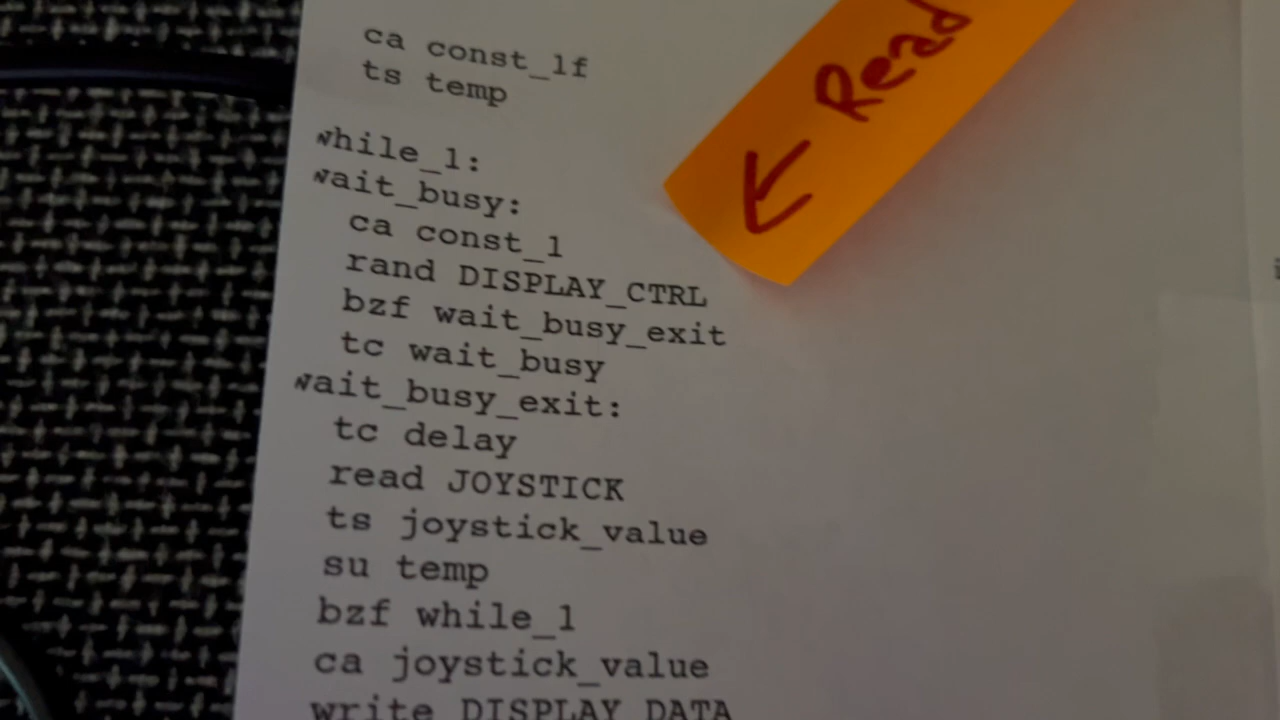 ca const_lf
ts temp
while_1:
wait_busy:
ca const_1
rand DISPLAY_CTRL
bzf wait_busy_exit
tc wait_busy
wait_busy_exit:
tc delay
read JOYSTICK
ts joystick_value
su temp
bzf while_1
ca joystick_value
write DISPLAY_DATA
← Read